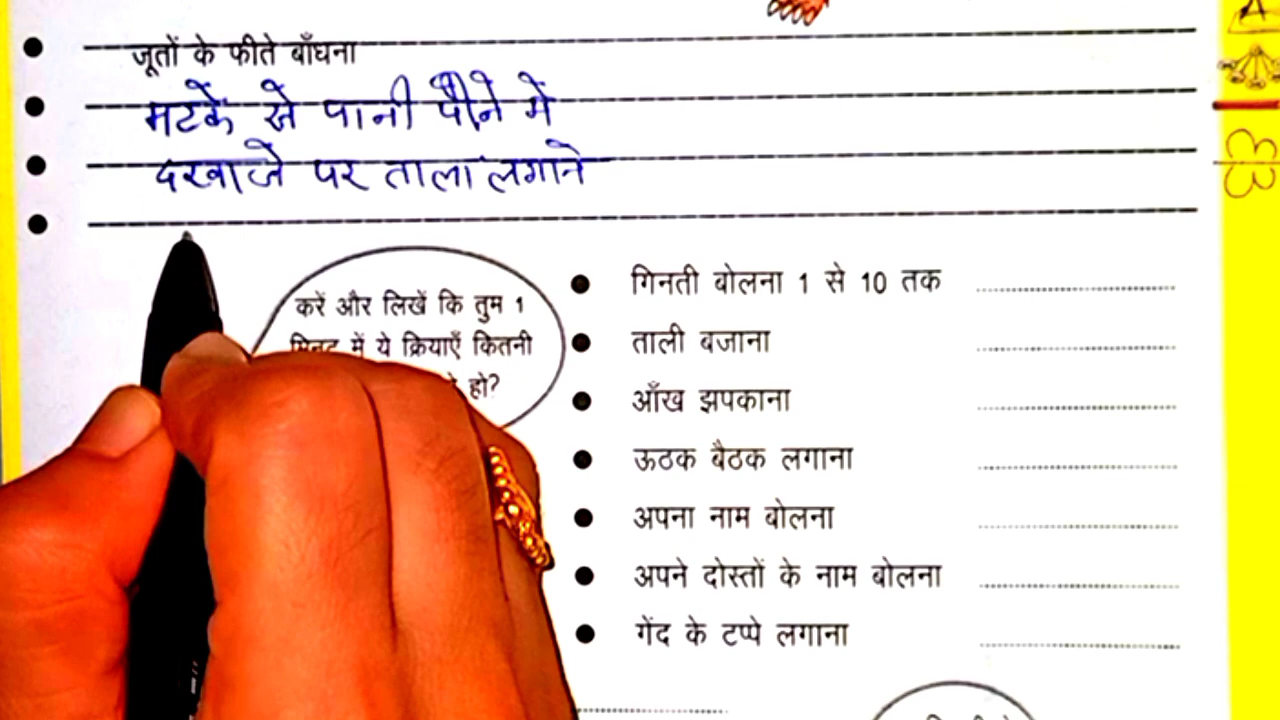 जूतों के फीते बाँधना
मटकें से पानी पीने में
दरवाजे पर ताला लगाने
करें और लिखें कि तुम 1
मिनट में ये क्रियाएँ कितनी
हो?
गिनती बोलना 1 से 10 तक
ताली बजाना
आँख झपकाना
ऊठक बैठक लगाना
अपना नाम बोलना
अपने दोस्तों के नाम बोलना
गेंद के टप्पे लगाना